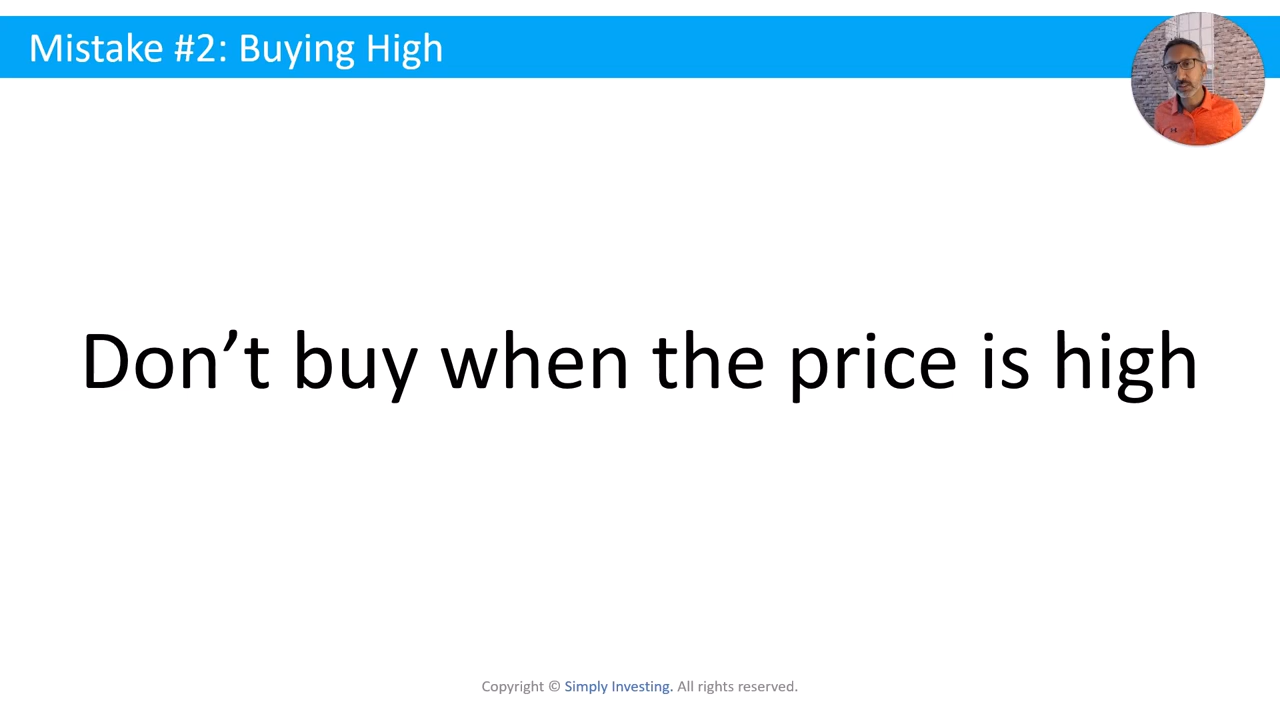 Mistake #2: Buying High
Don’t buy when the price is high
Copyright © Simply Investing. All rights reserved.